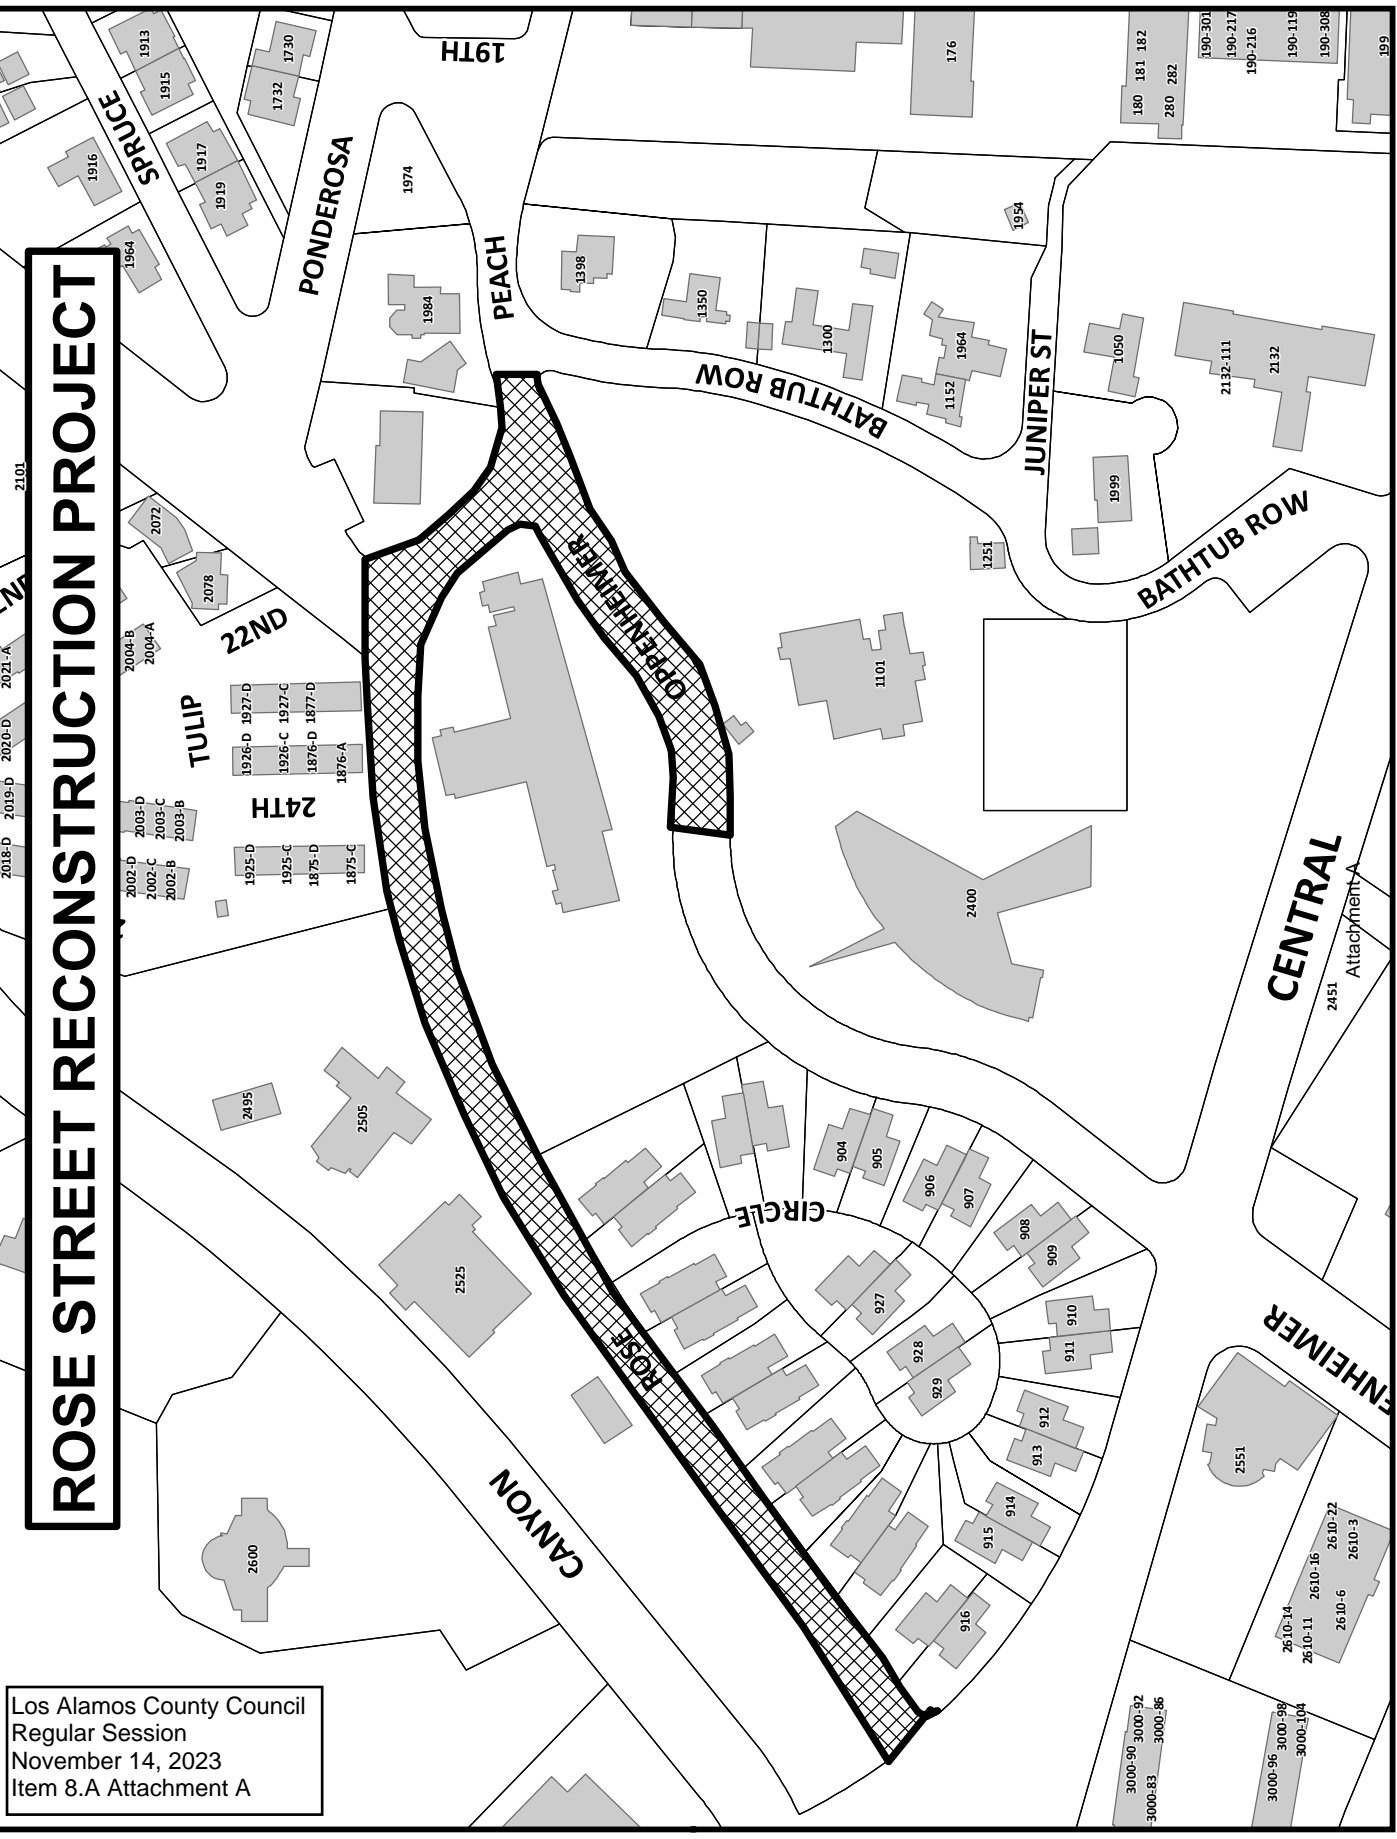 ROSE STREET RECONSTRUCTION PROJECT
Los Alamos County Council
Regular Session
November 14, 2023
Item 8.A Attachment A
Attachment A
SPRUCE
PONDEROSA
19TH
PEACH
BATHTUB ROW
JUNIPER ST
BATHTUB ROW
OPPENHEIMER
22ND
TULIP
24TH
CENTRAL
CIRCLE
ROSE
CANYON
ENHEIMER
1913
1915
1730
1732
1916
1917
1919
1964
1974
1984
176
182
181
180
282
280
190-301
190-217
190-216
190-119
190-308
199
1954
1398
1350
1300
1964
1152
1050
2132-111
2132
1999
1251
1101
2101
2072
2078
2004-B
2004-A
2021-A
2020-D
2019-D
2018-D
2003-D
2003-C
2003-B
2002-D
2002-C
2002-B
1927-D
1927-C
1877-D
1926-D
1926-C
1876-D
1876-A
1925-D
1925-C
1875-D
1875-C
2400
2451
2495
2505
2525
2600
904
905
906
907
908
909
910
911
912
913
914
915
916
927
928
929
2551
2610-22
2610-3
2610-16
2610-6
2610-14
2610-11
3000-92
3000-86
3000-90
3000-83
3000-98
3000-104
3000-96